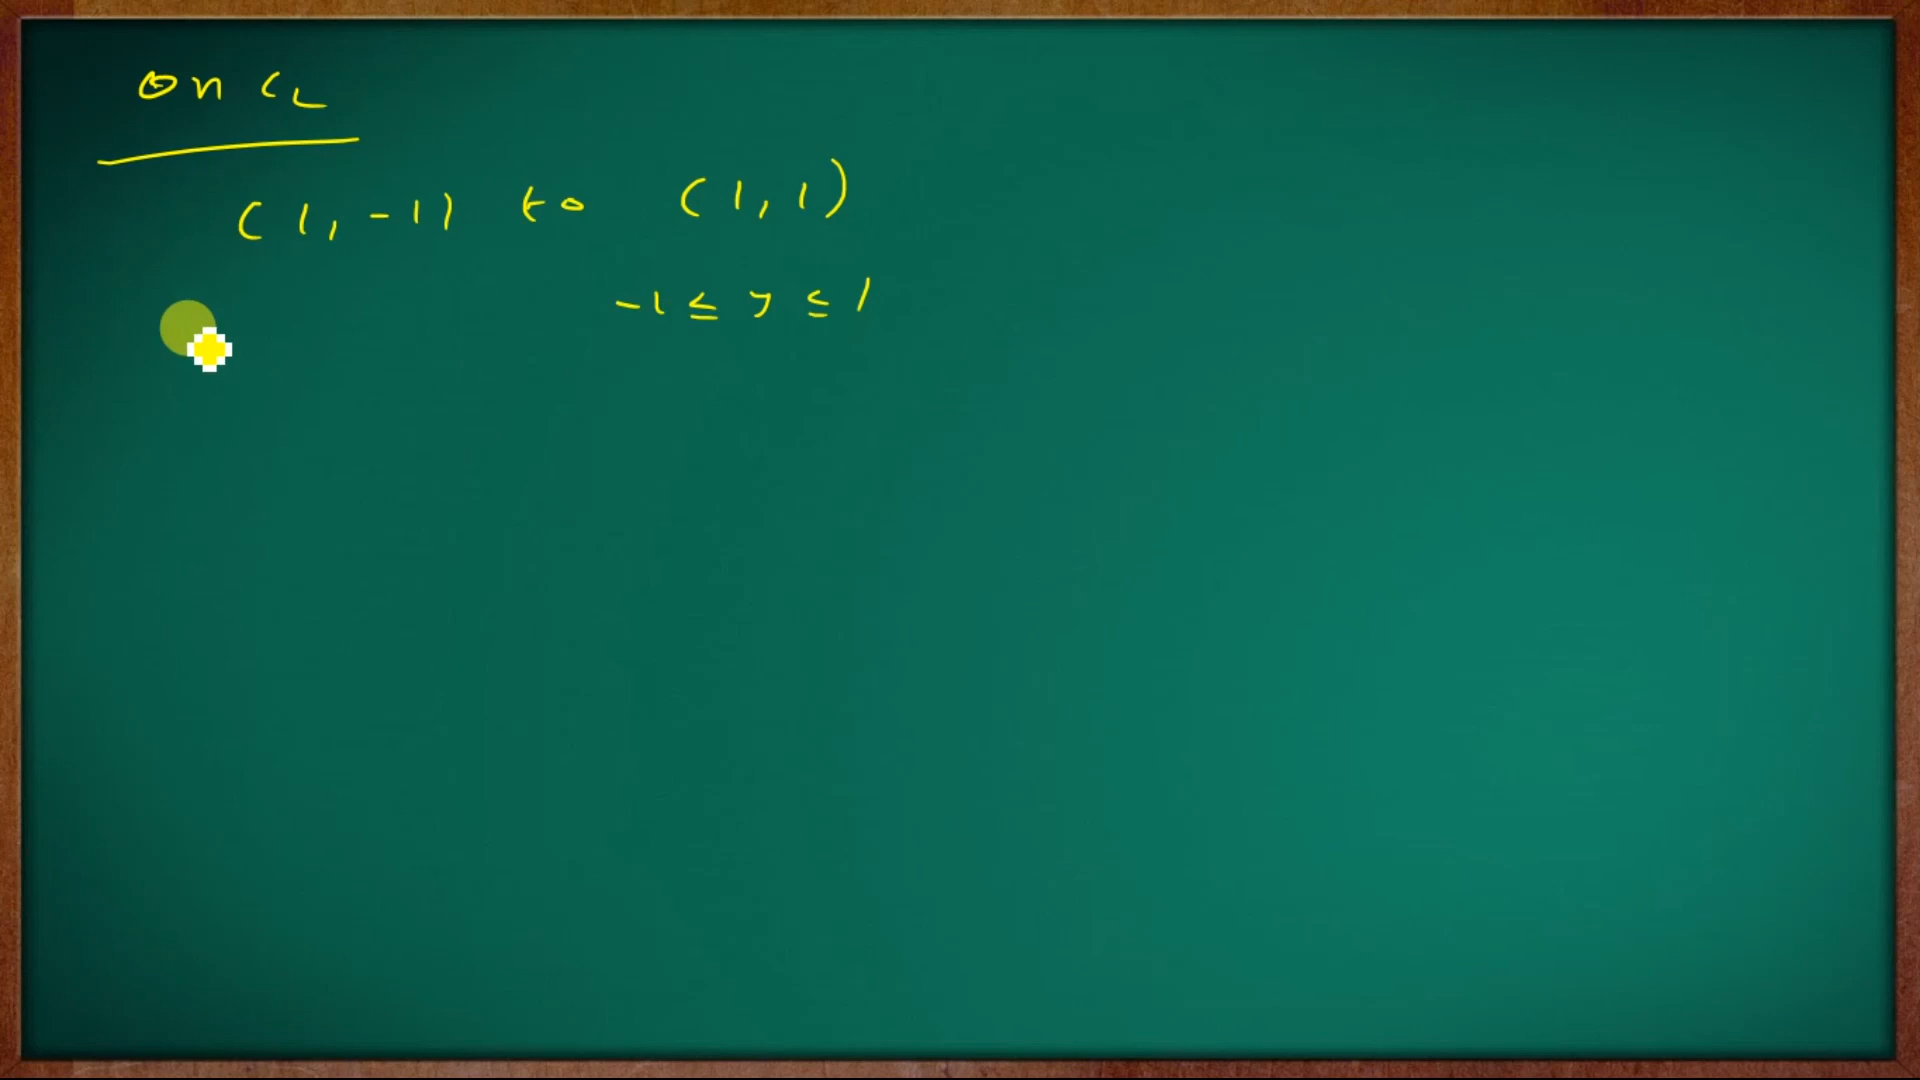 on C2
(1, -1) to (1, 1)
-1 ≤ y ≤ 1